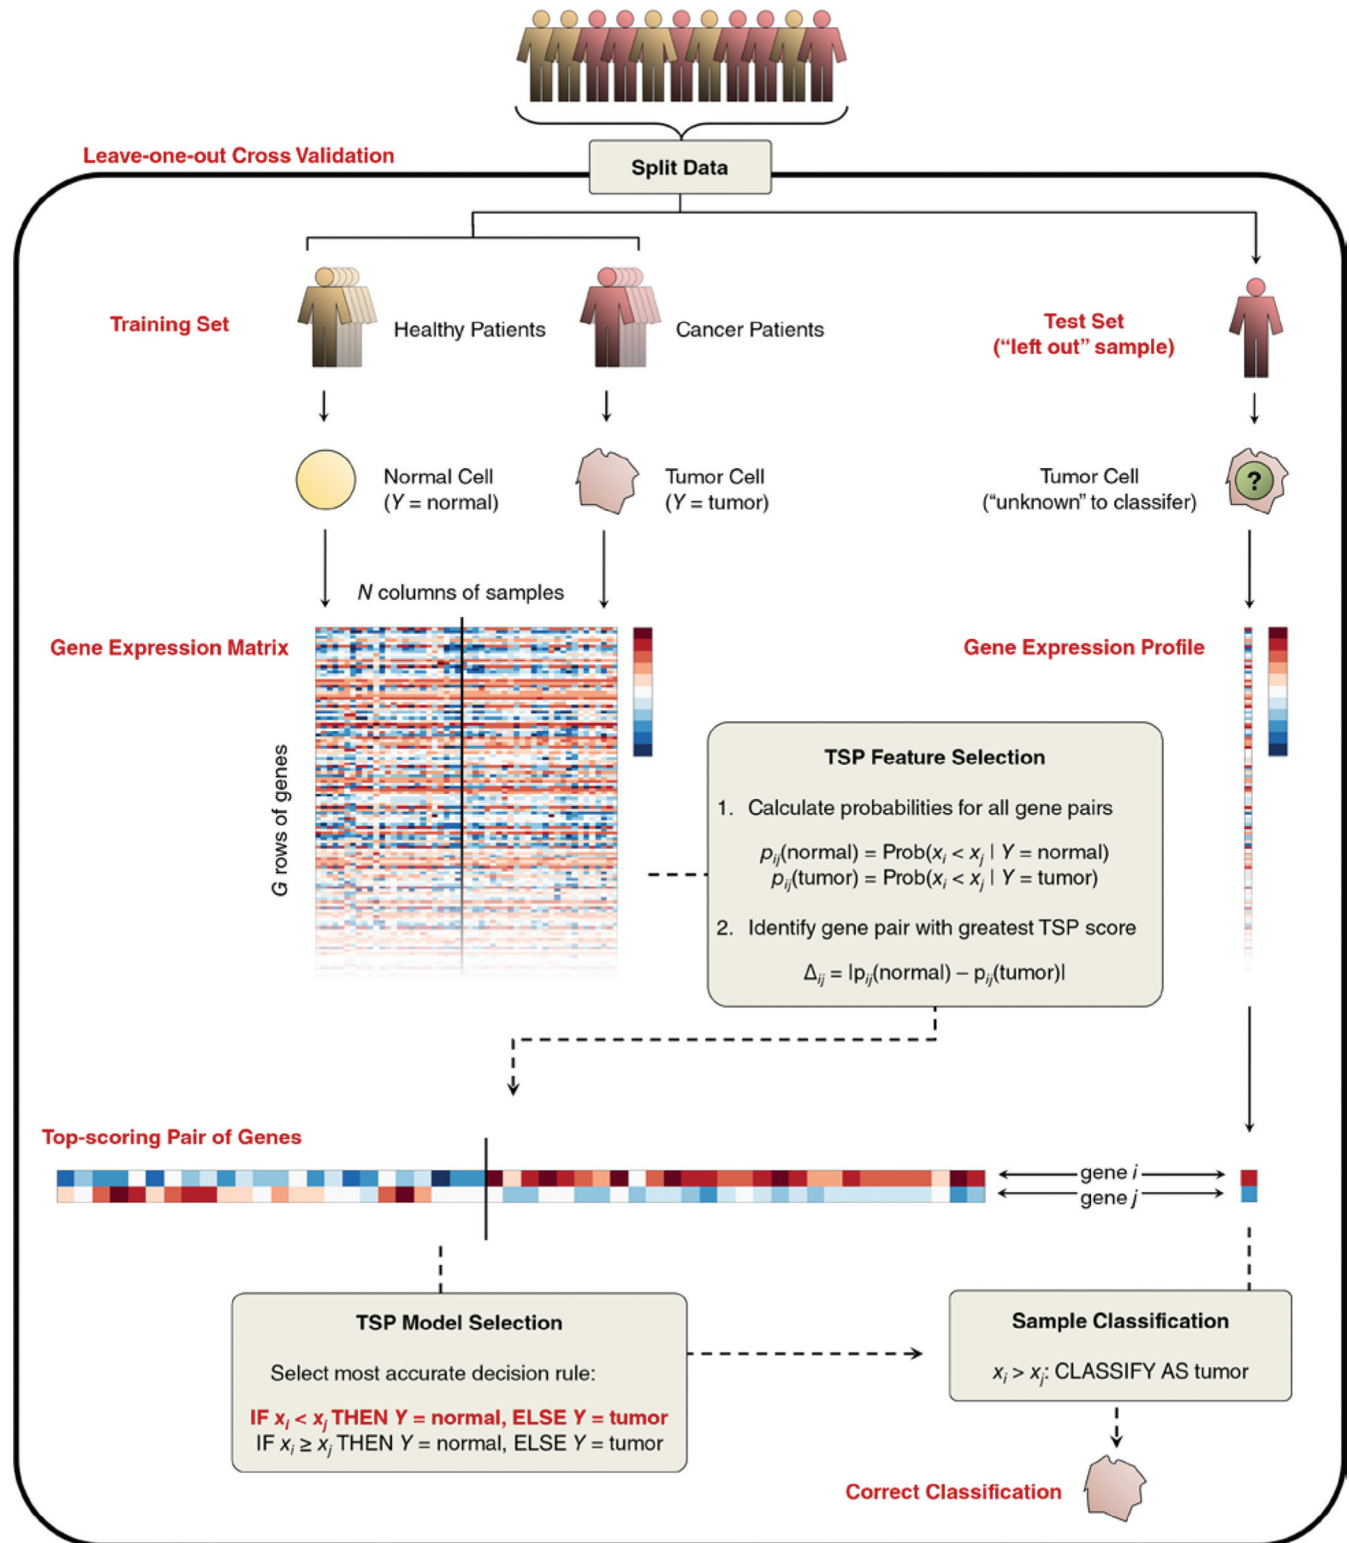 Split Data
Leave-one-out Cross Validation
Training Set
Healthy Patients
Cancer Patients
Test Set
(“left out” sample)
Normal Cell
(Y = normal)
Tumor Cell
(Y = tumor)
Tumor Cell
(“unknown” to classifer)
?
N columns of samples
Gene Expression Matrix
G rows of genes
Gene Expression Profile
TSP Feature Selection
1. Calculate probabilities for all gene pairs
pij(normal) = Prob(xi < xj | Y = normal)
pij(tumor) = Prob(xi < xj | Y = tumor)
2. Identify gene pair with greatest TSP score
Δij = |pij(normal) – pij(tumor)|
Top-scoring Pair of Genes
gene i
gene j
TSP Model Selection
Select most accurate decision rule:
IF xi < xj THEN Y = normal, ELSE Y = tumor
IF xi ≥ xj THEN Y = normal, ELSE Y = tumor
Sample Classification
xi > xj: CLASSIFY AS tumor
Correct Classification